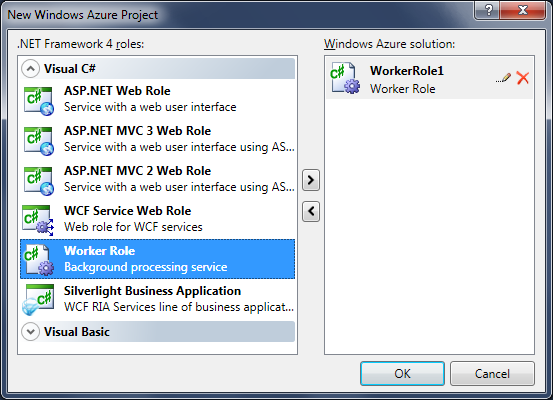 New Windows Azure Project
.NET Framework 4 roles:
Visual C#
ASP.NET Web Role
Service with a web user interface
ASP.NET MVC 3 Web Role
Service with a web user interface using AS...
ASP.NET MVC 2 Web Role
Service with a web user interface using AS...
WCF Service Web Role
Web role for WCF services
Worker Role
Background processing service
Silverlight Business Application
WCF RIA Services line of business applicat...
Visual Basic
Windows Azure solution:
WorkerRole1
Worker Role
OK
Cancel